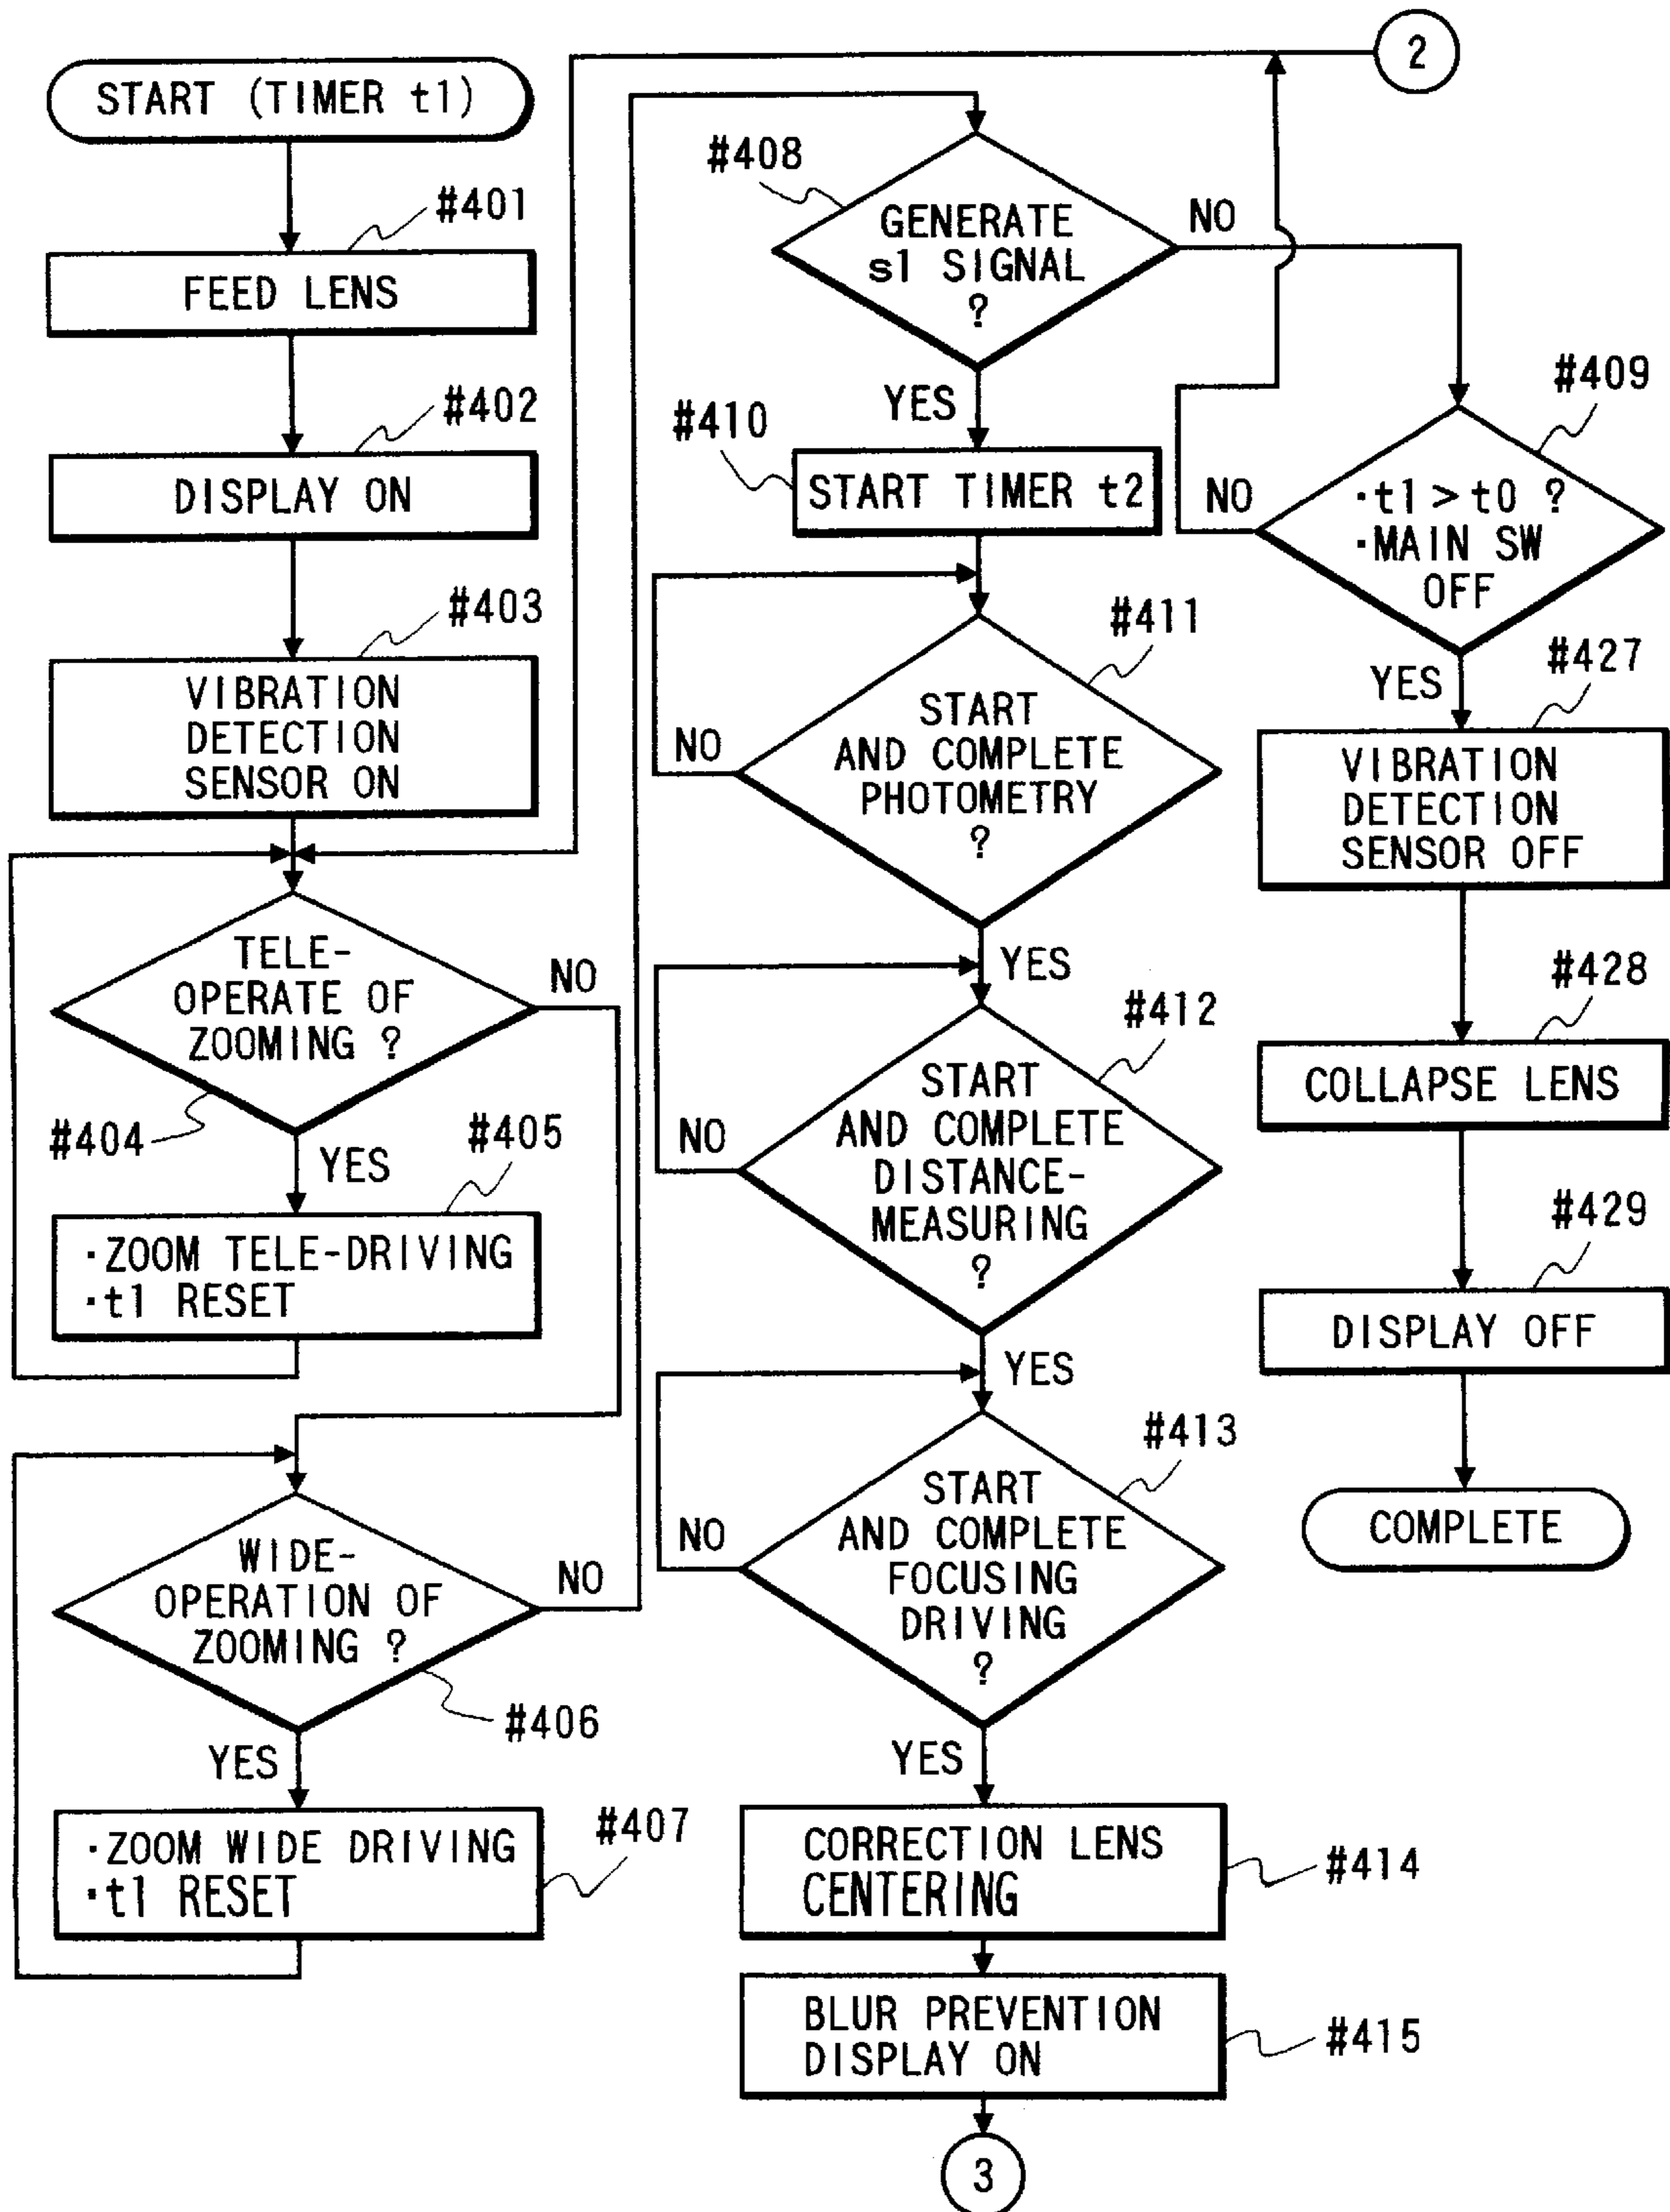 START (TIMER t1)
#401
FEED LENS
#402
DISPLAY ON
#403
VIBRATION
DETECTION
SENSOR ON
TELE-
OPERATE OF
ZOOMING ?
NO
#404
YES
#405
·ZOOM TELE-DRIVING
·t1 RESET
WIDE-
OPERATION OF
ZOOMING ?
NO
#406
YES
·ZOOM WIDE DRIVING
·t1 RESET
#407
2
#408
GENERATE
s1 SIGNAL
?
NO
YES
#410
START TIMER t2
#411
START
AND COMPLETE
PHOTOMETRY
?
NO
YES
#412
START
AND COMPLETE
DISTANCE-
MEASURING
?
NO
YES
#413
START
AND COMPLETE
FOCUSING
DRIVING
?
NO
YES
CORRECTION LENS
CENTERING
#414
BLUR PREVENTION
DISPLAY ON
#415
3
#409
·t1 > t0 ?
·MAIN SW
OFF
NO
YES
#427
VIBRATION
DETECTION
SENSOR OFF
#428
COLLAPSE LENS
#429
DISPLAY OFF
COMPLETE